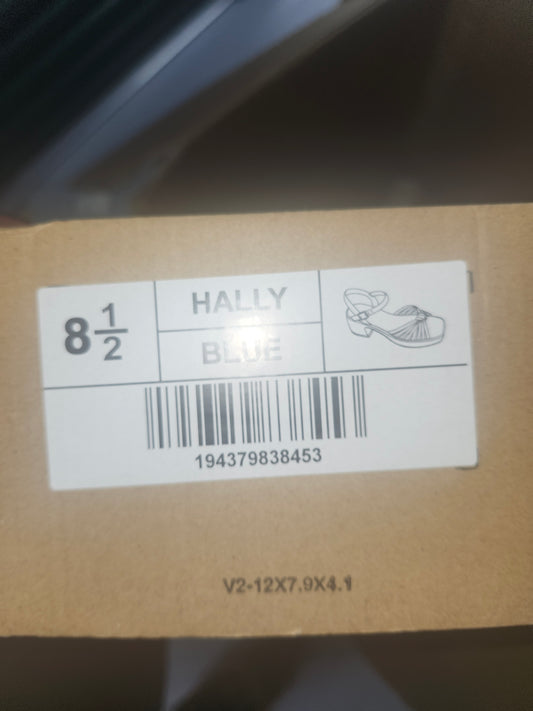 8 1/2
HALLY
BLUE
194379838453
V2-12X7.9X4.1